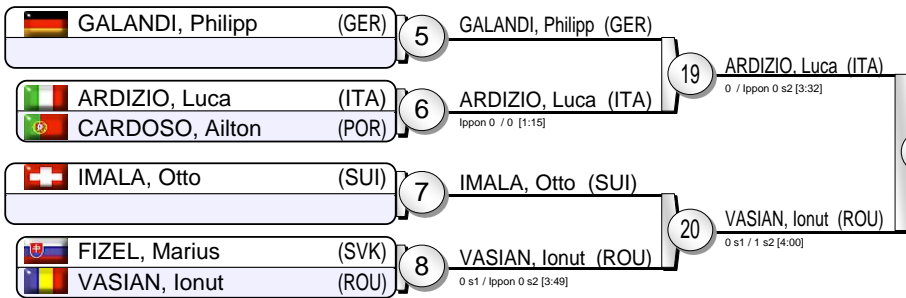 GALANDI, Philipp (GER)
5
GALANDI, Philipp (GER)
19
ARDIZIO, Luca (ITA)
0 / Ippon 0 s2 [3:32]
ARDIZIO, Luca (ITA)
CARDOSO, Ailton (POR)
6
ARDIZIO, Luca (ITA)
Ippon 0 / 0 [1:15]
IMALA, Otto (SUI)
7
IMALA, Otto (SUI)
20
VASIAN, Ionut (ROU)
0 s1 / 1 s2 [4:00]
FIZEL, Marius (SVK)
VASIAN, Ionut (ROU)
8
VASIAN, Ionut (ROU)
0 s1 / Ippon 0 s2 [3:49]